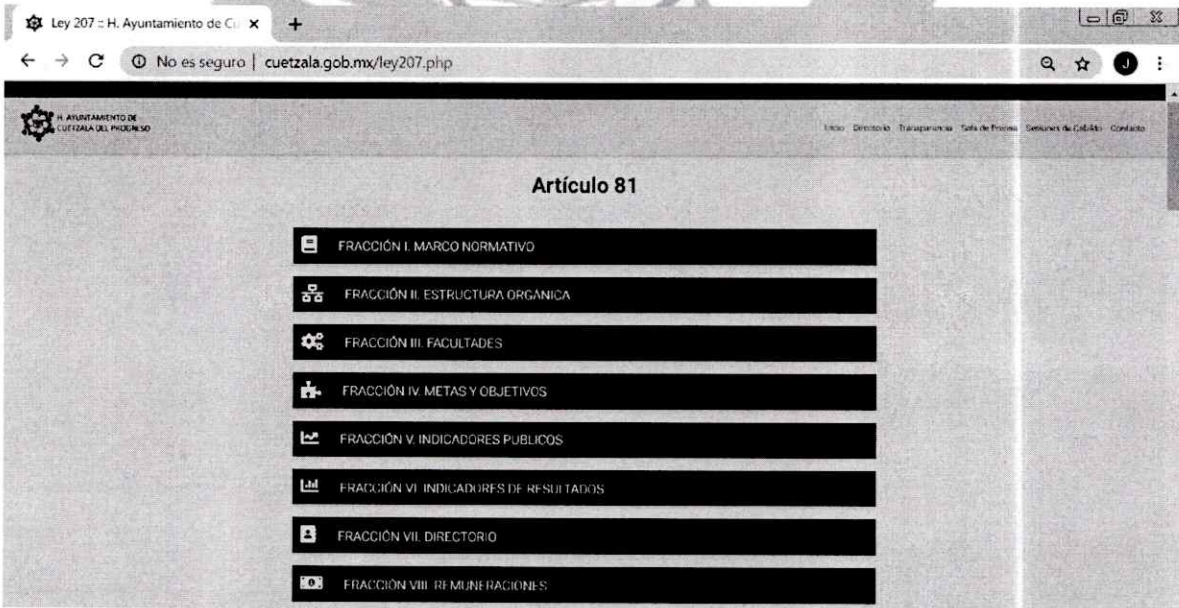 Ley 207 :: H. Ayuntamiento de Cu
No es seguro | cuetzala.gob.mx/ley207.php
J
H. AYUNTAMIENTO DE
CUETZALA DEL PROGRESO
Inicio Directorio Transparencia Sala de Prensa Sesiones de Cabildo Contacto
Artículo 81
FRACCIÓN I. MARCO NORMATIVO
FRACCIÓN II. ESTRUCTURA ORGÁNICA
FRACCIÓN III. FACULTADES
FRACCIÓN IV. METAS Y OBJETIVOS
FRACCIÓN V. INDICADORES PUBLICOS
FRACCIÓN VI. INDICADORES DE RESULTADOS
FRACCIÓN VII. DIRECTORIO
FRACCIÓN VIII. REMUNERACIONES